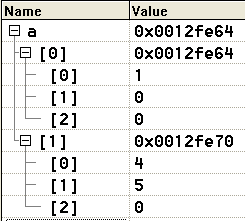 Name Value
a 0x0012fe64
[0] 0x0012fe64
[0] 1
[1] 0
[2] 0
[1] 0x0012fe70
[0] 4
[1] 5
[2] 0